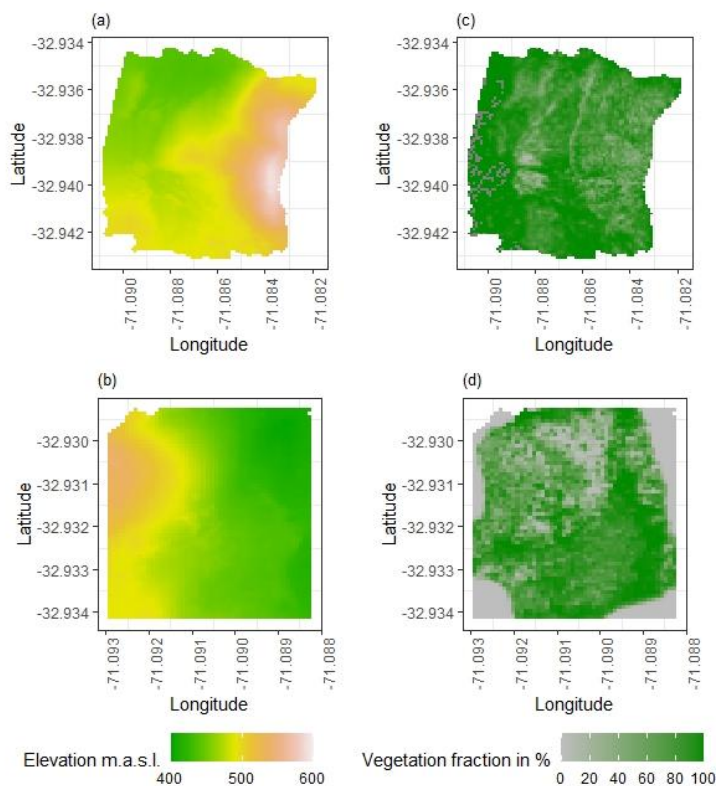 (a)
-32.934
-32.936
-32.938
-32.940
-32.942
Latitude
-71.090
-71.088
-71.086
-71.084
-71.082
Longitude
(c)
-32.934
-32.936
-32.938
-32.940
-32.942
Latitude
-71.090
-71.088
-71.086
-71.084
-71.082
Longitude
(b)
-32.930
-32.931
-32.932
-32.933
-32.934
Latitude
-71.093
-71.092
-71.091
-71.090
-71.089
-71.088
Longitude
(d)
-32.930
-32.931
-32.932
-32.933
-32.934
Latitude
-71.093
-71.092
-71.091
-71.090
-71.089
-71.088
Longitude
Elevation m.a.s.l.
400 500 600
Vegetation fraction in %
0 20 40 60 80 100